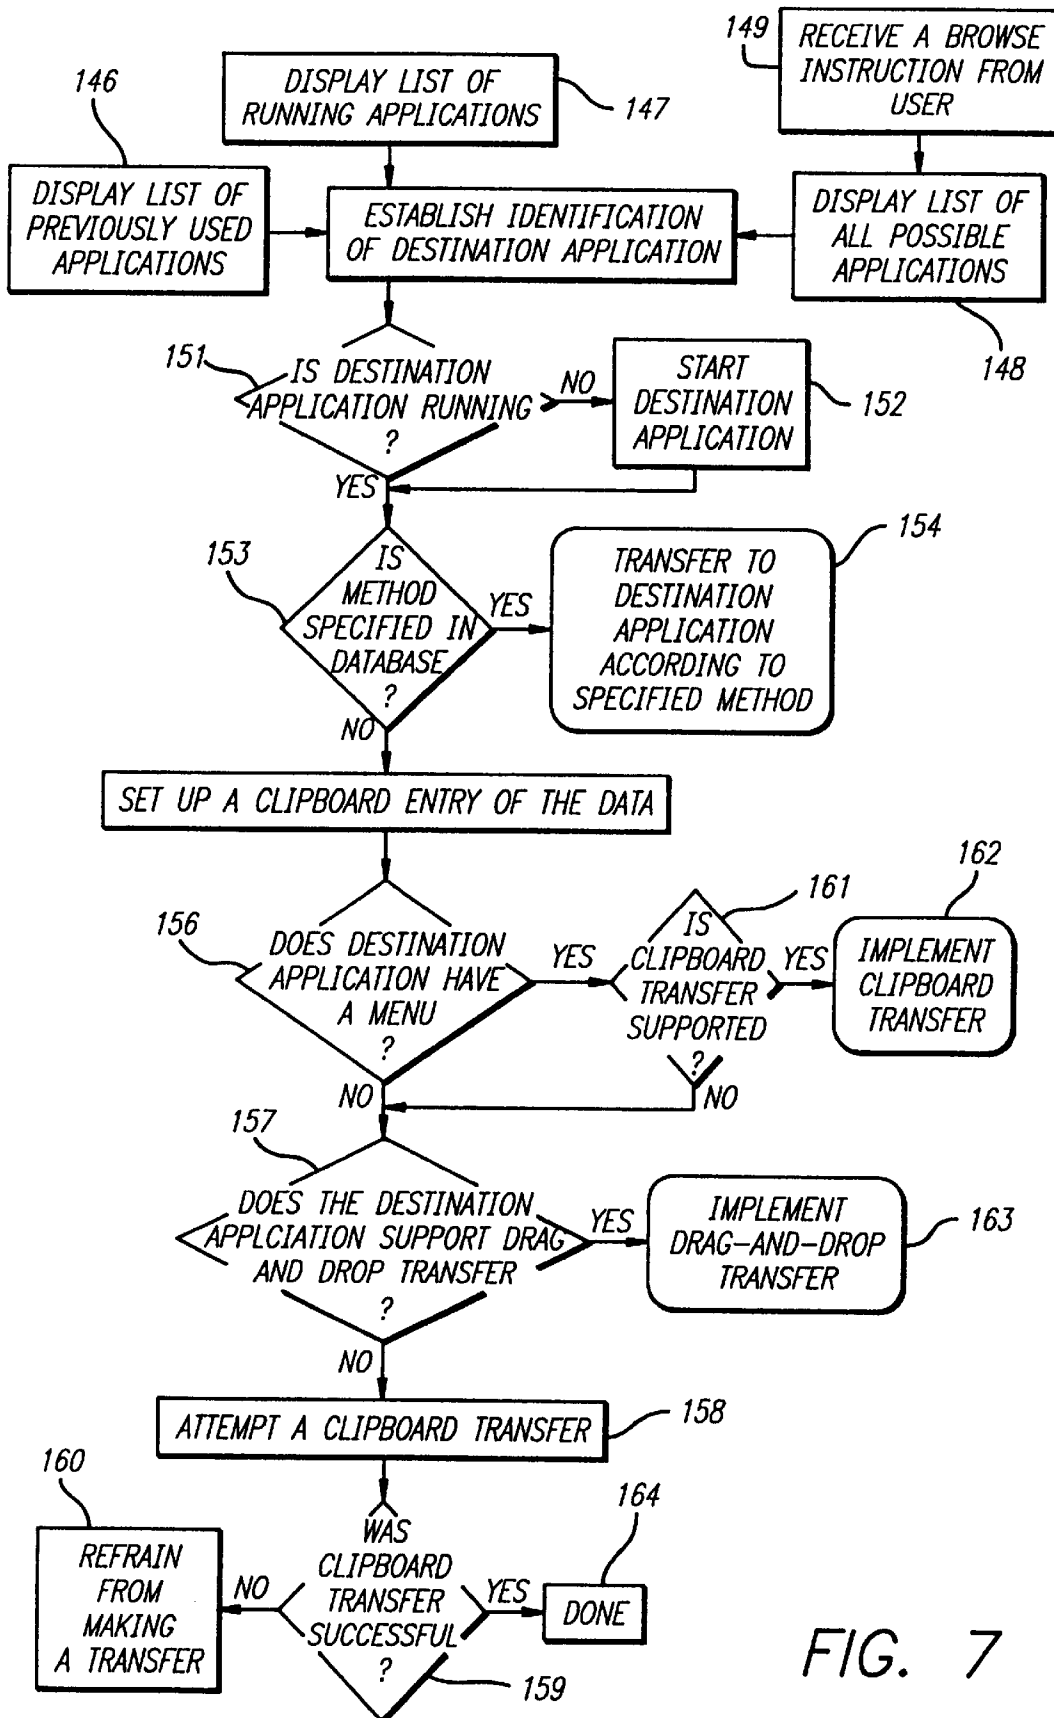 149
RECEIVE A BROWSE
INSTRUCTION FROM
USER
146
DISPLAY LIST OF
RUNNING APPLICATIONS
147
DISPLAY LIST OF
PREVIOUSLY USED
APPLICATIONS
ESTABLISH IDENTIFICATION
OF DESTINATION APPLICATION
DISPLAY LIST OF
ALL POSSIBLE
APPLICATIONS
148
151
IS DESTINATION
APPLICATION RUNNING
?
NO
START
DESTINATION
APPLICATION
152
YES
153
IS
METHOD
SPECIFIED IN
DATABASE
?
YES
TRANSFER TO
DESTINATION
APPLICATION
ACCORDING TO
SPECIFIED METHOD
154
NO
SET UP A CLIPBOARD ENTRY OF THE DATA
156
DOES DESTINATION
APPLICATION HAVE
A MENU
?
YES
161
IS
CLIPBOARD
TRANSFER
SUPPORTED
?
YES
162
IMPLEMENT
CLIPBOARD
TRANSFER
NO
NO
157
DOES THE DESTINATION
APPLCIATION SUPPORT DRAG
AND DROP TRANSFER
?
YES
IMPLEMENT
DRAG-AND-DROP
TRANSFER
163
NO
ATTEMPT A CLIPBOARD TRANSFER
158
160
REFRAIN
FROM
MAKING
A TRANSFER
NO
WAS
CLIPBOARD
TRANSFER
SUCCESSFUL
?
159
YES
164
DONE
FIG. 7